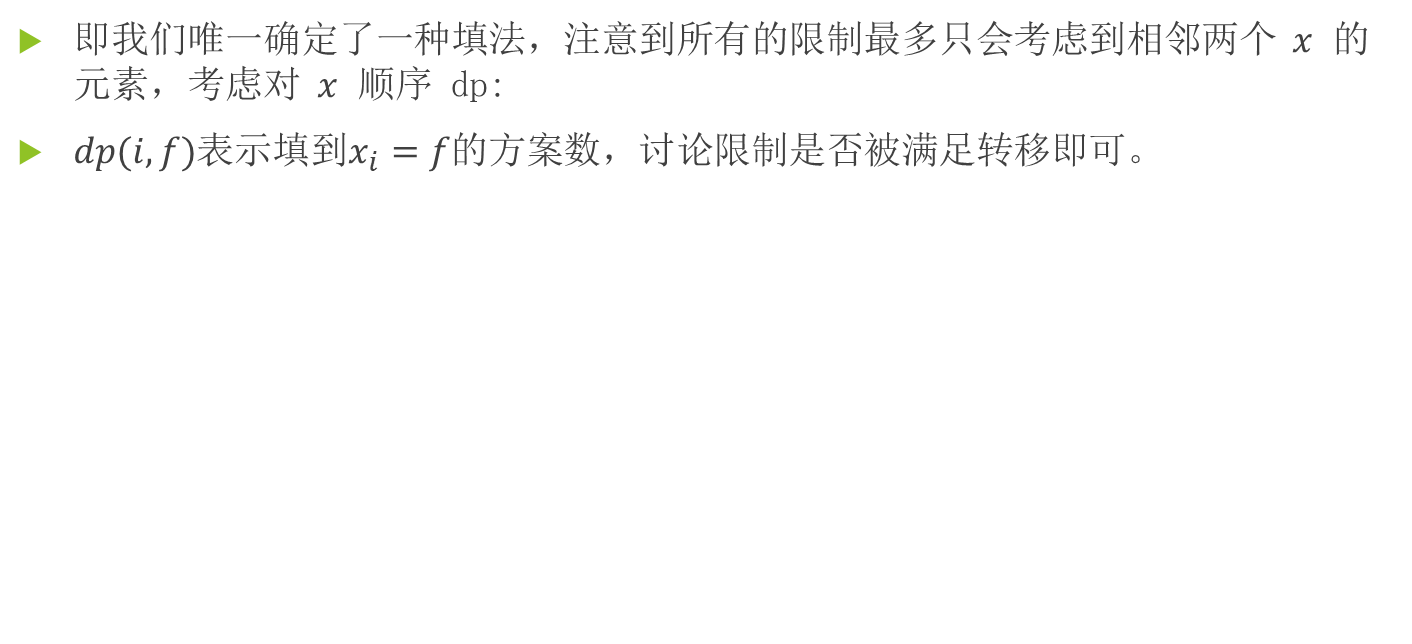 即我们唯一确定了一种填法，注意到所有的限制最多只会考虑到相邻两个 x 的
元素，考虑对 x 顺序 dp:
dp(i,f)表示填到xᵢ = f的方案数，讨论限制是否被满足转移即可。